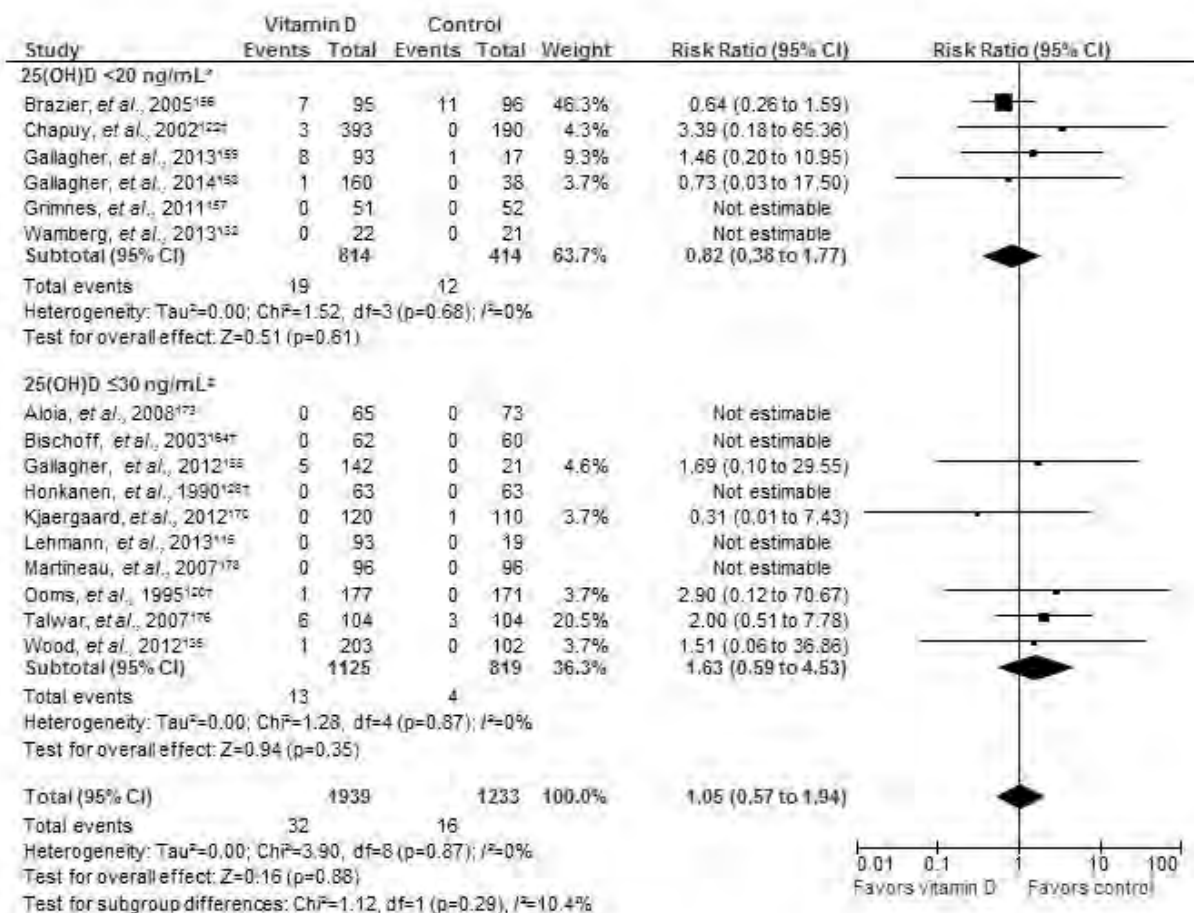 Vitamin D Control
Study Events Total Events Total Weight Risk Ratio (95% CI) Risk Ratio (95% CI)
25(OH)D <20 ng/mL
Brazier, et al., 2005 7 95 11 96 46.3% 0.64 (0.26 to 1.59)
Chapuy, et al., 2002 3 393 0 190 4.3% 3.39 (0.18 to 65.36)
Gallagher, et al., 2013 8 93 1 17 9.3% 1.46 (0.20 to 10.95)
Gallagher, et al., 2014 1 160 0 38 3.7% 0.73 (0.03 to 17.50)
Grimnes, et al., 2011 0 51 0 52 Not estimable
Wamberg, et al., 2013 0 22 0 21 Not estimable
Subtotal (95% CI) 814 414 63.7% 0.82 (0.38 to 1.77)
Total events 19 12
Heterogeneity: Tau²=0.00; Chi²=1.52, df=3 (p=0.68); I²=0%
Test for overall effect: Z=0.51 (p=0.61)
25(OH)D ≤30 ng/mL
Aloia, et al., 2008 0 65 0 73 Not estimable
Bischoff, et al., 2003 0 62 0 60 Not estimable
Gallagher, et al., 2012 5 142 0 21 4.6% 1.69 (0.10 to 29.55)
Honkanen, et al., 1990 0 63 0 63 Not estimable
Kjaergaard, et al., 2012 0 120 1 110 3.7% 0.31 (0.01 to 7.43)
Lehmann, et al., 2013 0 93 0 19 Not estimable
Martineau, et al., 2007 0 96 0 96 Not estimable
Ooms, et al., 1995 1 177 0 171 3.7% 2.90 (0.12 to 70.67)
Talwar, et al., 2007 6 104 3 104 20.5% 2.00 (0.51 to 7.78)
Wood, et al., 2012 1 203 0 102 3.7% 1.51 (0.06 to 36.86)
Subtotal (95% CI) 1125 819 36.3% 1.63 (0.59 to 4.53)
Total events 13 4
Heterogeneity: Tau²=0.00; Chi²=1.28, df=4 (p=0.87); I²=0%
Test for overall effect: Z=0.94 (p=0.35)
Total (95% CI) 1939 1233 100.0% 1.05 (0.57 to 1.94)
Total events 32 16
Heterogeneity: Tau²=0.00; Chi²=3.90, df=8 (p=0.87); I²=0%
Test for overall effect: Z=0.16 (p=0.88)
Test for subgroup differences: Chi²=1.12, df=1 (p=0.29), I²=10.4%
0.01 0.1 1 10 100
Favors vitamin D Favors control